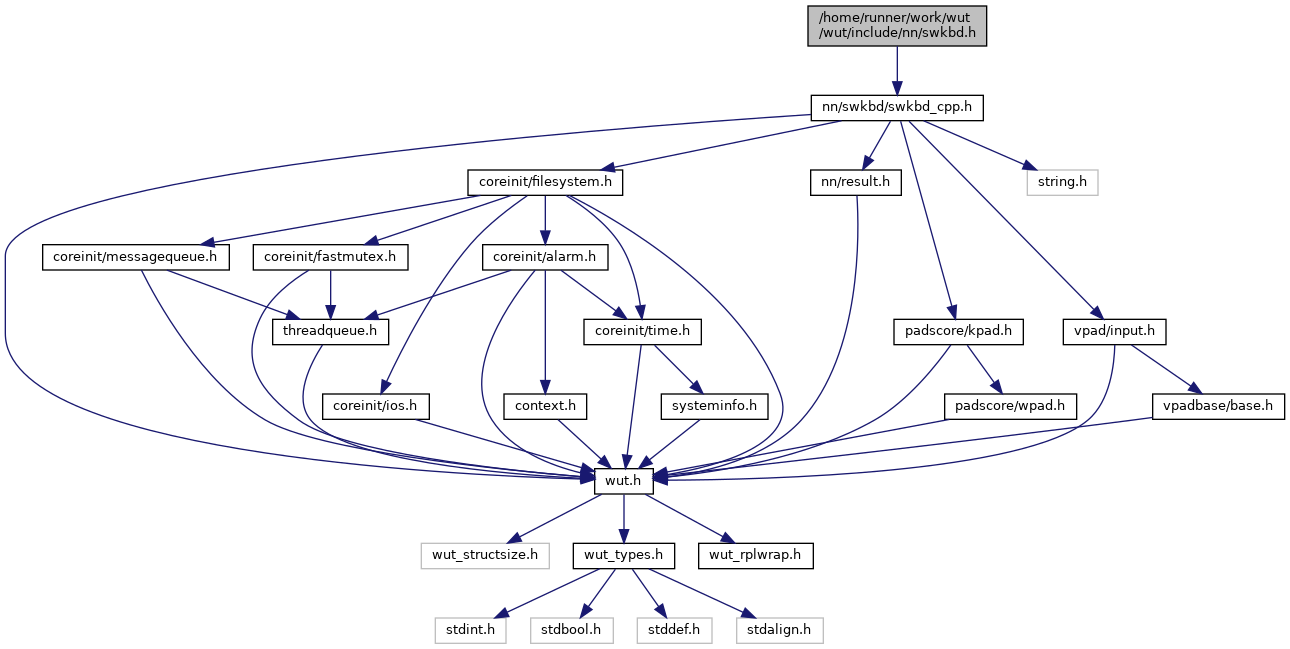 /home/runner/work/wut
/wut/include/nn/swkbd.h
nn/swkbd/swkbd_cpp.h
coreinit/filesystem.h
nn/result.h
string.h
coreinit/messagequeue.h
coreinit/fastmutex.h
coreinit/alarm.h
threadqueue.h
coreinit/time.h
padscore/kpad.h
vpad/input.h
coreinit/ios.h
context.h
systeminfo.h
padscore/wpad.h
vpadbase/base.h
wut.h
wut_structsize.h
wut_types.h
wut_rplwrap.h
stdint.h
stdbool.h
stddef.h
stdalign.h